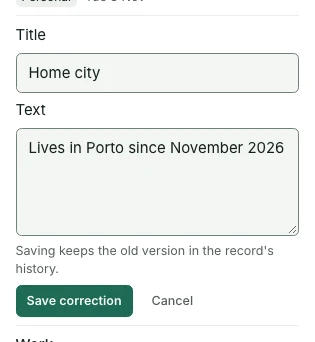 Title
Home city
Text
Lives in Porto since November 2026
Saving keeps the old version in the record's
history.
Save correction
Cancel